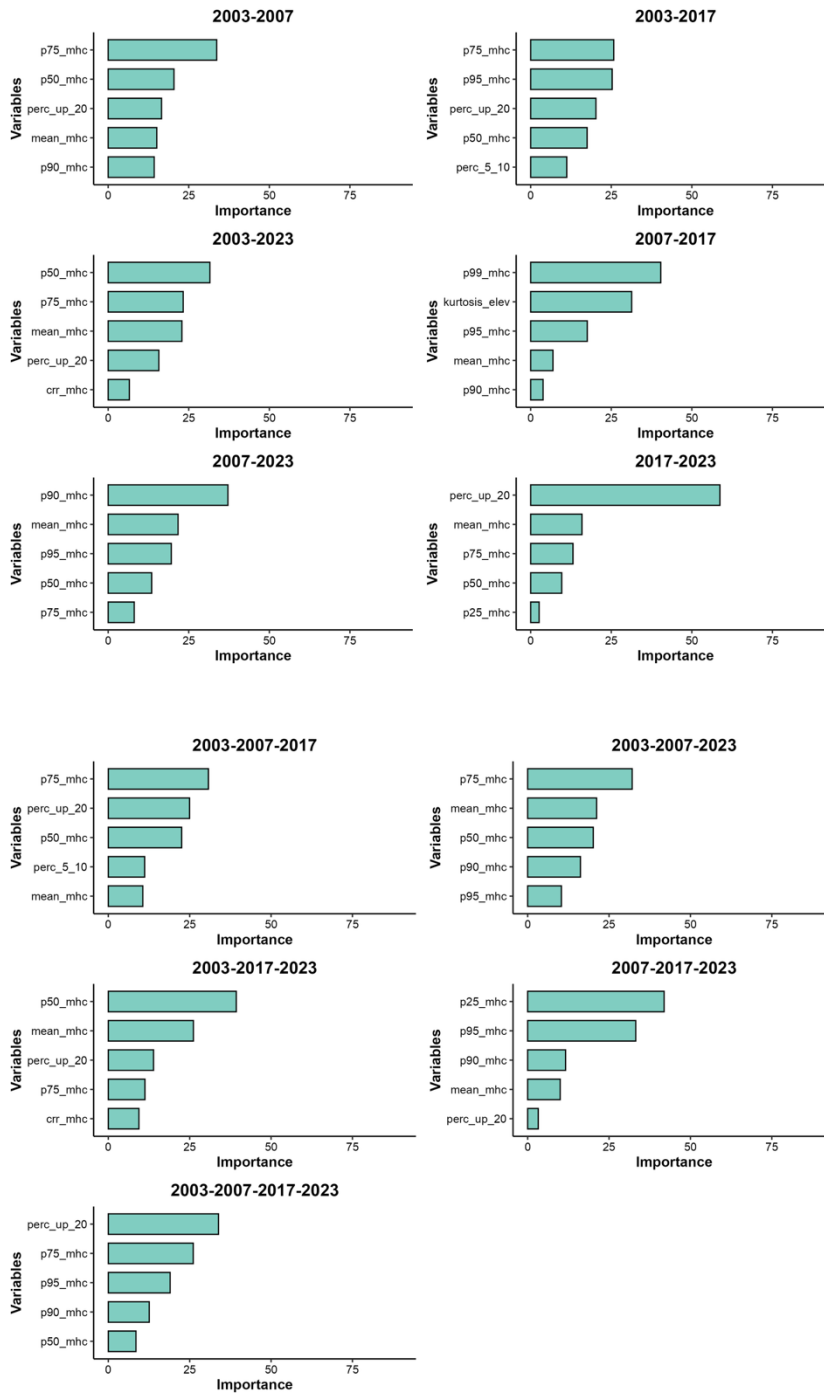 2003-2007
Variables
p75_mhc
p50_mhc
perc_up_20
mean_mhc
p90_mhc
0 25 50 75
Importance
2003-2017
Variables
p75_mhc
p95_mhc
perc_up_20
p50_mhc
perc_5_10
0 25 50 75
Importance
2003-2023
Variables
p50_mhc
p75_mhc
mean_mhc
perc_up_20
crr_mhc
0 25 50 75
Importance
2007-2017
Variables
p99_mhc
kurtosis_elev
p95_mhc
mean_mhc
p90_mhc
0 25 50 75
Importance
2007-2023
Variables
p90_mhc
mean_mhc
p95_mhc
p50_mhc
p75_mhc
0 25 50 75
Importance
2017-2023
Variables
perc_up_20
mean_mhc
p75_mhc
p50_mhc
p25_mhc
0 25 50 75
Importance
2003-2007-2017
Variables
p75_mhc
perc_up_20
p50_mhc
perc_5_10
mean_mhc
0 25 50 75
Importance
2003-2007-2023
Variables
p75_mhc
mean_mhc
p50_mhc
p90_mhc
p95_mhc
0 25 50 75
Importance
2003-2017-2023
Variables
p50_mhc
mean_mhc
perc_up_20
p75_mhc
crr_mhc
0 25 50 75
Importance
2007-2017-2023
Variables
p25_mhc
p95_mhc
p90_mhc
mean_mhc
perc_up_20
0 25 50 75
Importance
2003-2007-2017-2023
Variables
perc_up_20
p75_mhc
p95_mhc
p90_mhc
p50_mhc
0 25 50 75
Importance